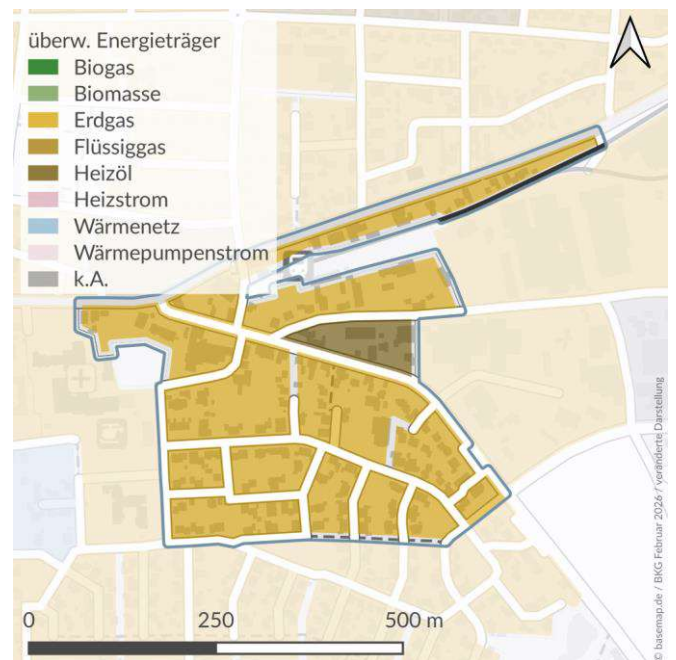 überw. Energieträger
Biogas
Biomasse
Erdgas
Flüssiggas
Heizöl
Heizstrom
Wärmenetz
Wärmepumpenstrom
k.A.
0 250 500 m
© basemap.de / BKG Februar 2026 / veränderte Darstellung